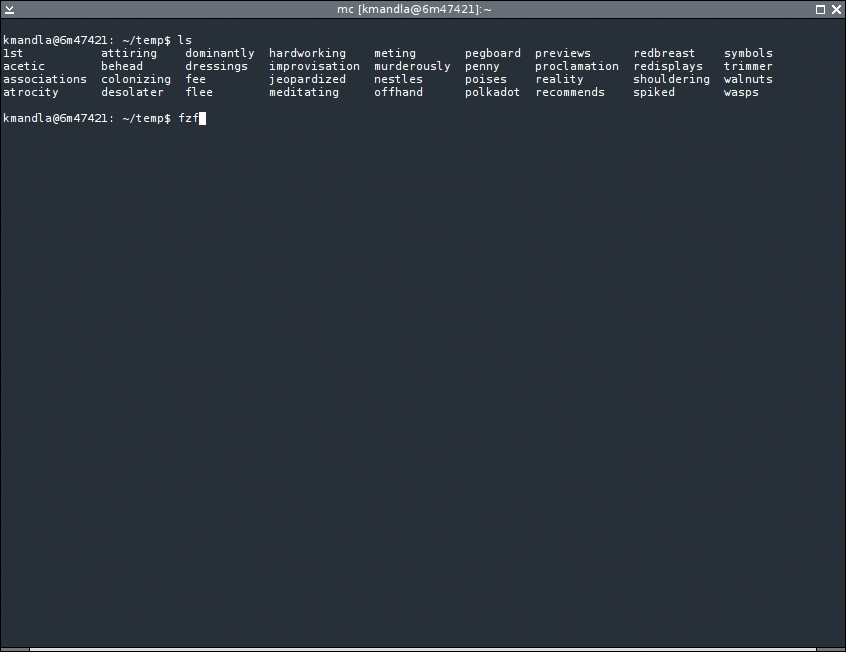 mc [kmandla@6m47421]:~
kmandla@6m47421: ~/temp$ ls
1st attiring dominantly hardworking meting pegboard previews redbreast symbols
acetic behead dressings improvisation murderously penny proclamation redisplays trimmer
associations colonizing fee jeopardized nestles poises reality shouldering walnuts
atrocity desolater flee meditating offhand polkadot recommends spiked wasps
kmandla@6m47421: ~/temp$ fzf